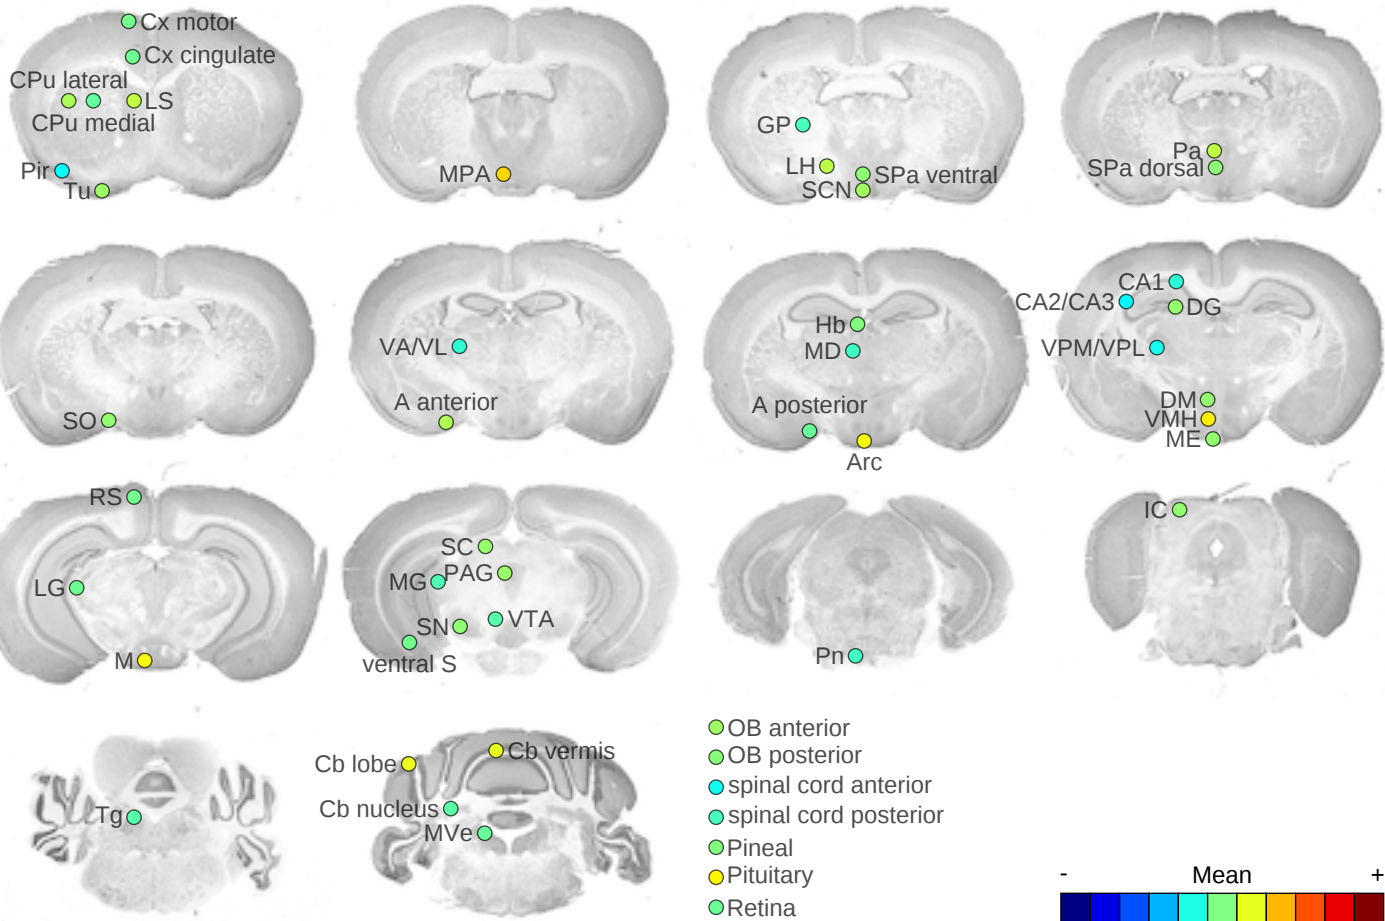 Cx motor
Cx cingulate
CPu lateral
LS
CPu medial
Pir
Tu
MPA
GP
LH
SPa ventral
SCN
Pa
SPa dorsal
SO
VA/VL
A anterior
Hb
MD
A posterior
Arc
CA1
CA2/CA3
DG
VPM/VPL
DM
VMH
ME
RS
LG
M
SC
MG
PAG
SN
VTA
ventral S
Pn
IC
Tg
Cb lobe
Cb vermis
Cb nucleus
MVe
OB anterior
OB posterior
spinal cord anterior
spinal cord posterior
Pineal
Pituitary
Retina
- Mean +